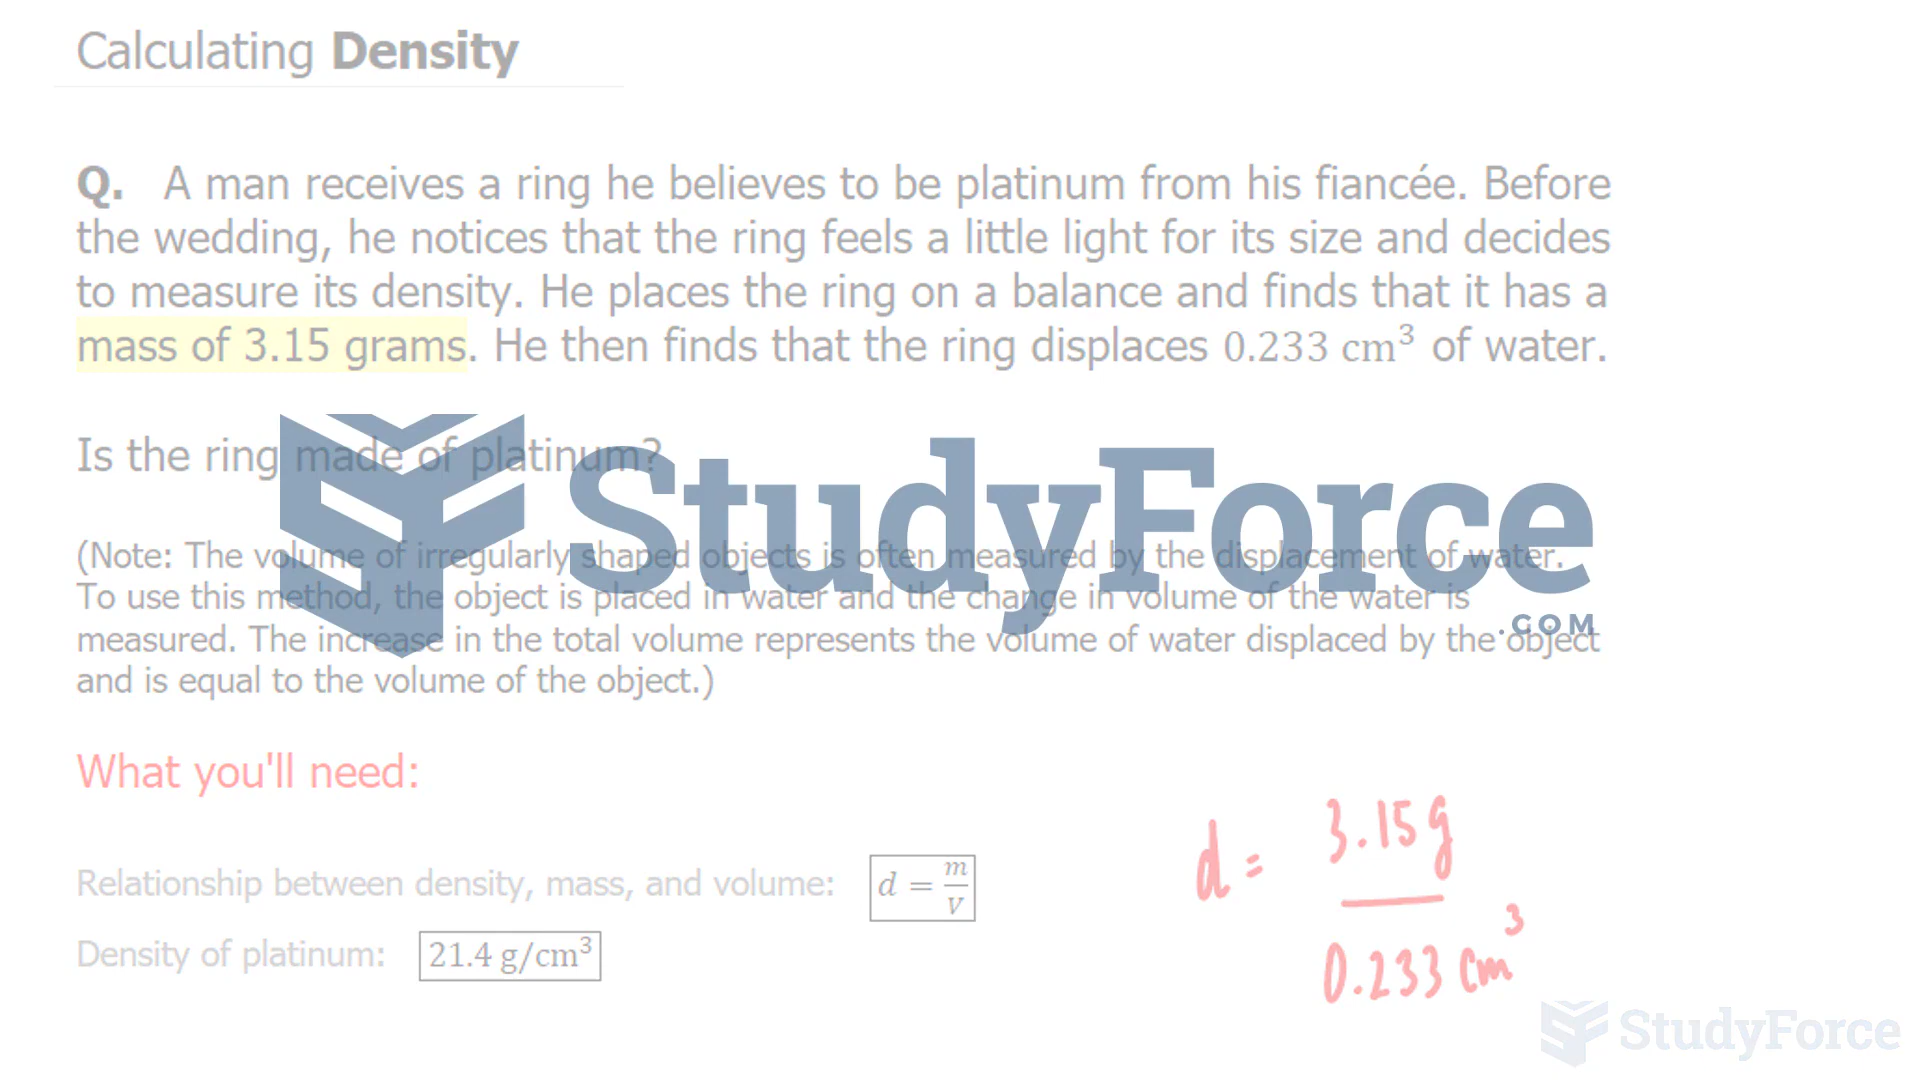 Calculating Density
Q. A man receives a ring he believes to be platinum from his fiancée. Before
the wedding, he notices that the ring feels a little light for its size and decides
to measure its density. He places the ring on a balance and finds that it has a
mass of 3.15 grams. He then finds that the ring displaces 0.233 cm³ of water.
Is the ring made of platinum?
StudyForce
.COM
(Note: The volume of irregularly shaped objects is often measured by the displacement of water.
To use this method, the object is placed in water and the change in volume of the water is
measured. The increase in the total volume represents the volume of water displaced by the object
and is equal to the volume of the object.)
What you'll need:
Relationship between density, mass, and volume: d = m/V
Density of platinum: 21.4 g/cm³
d = 3.15g
0.233 cm³
StudyForce